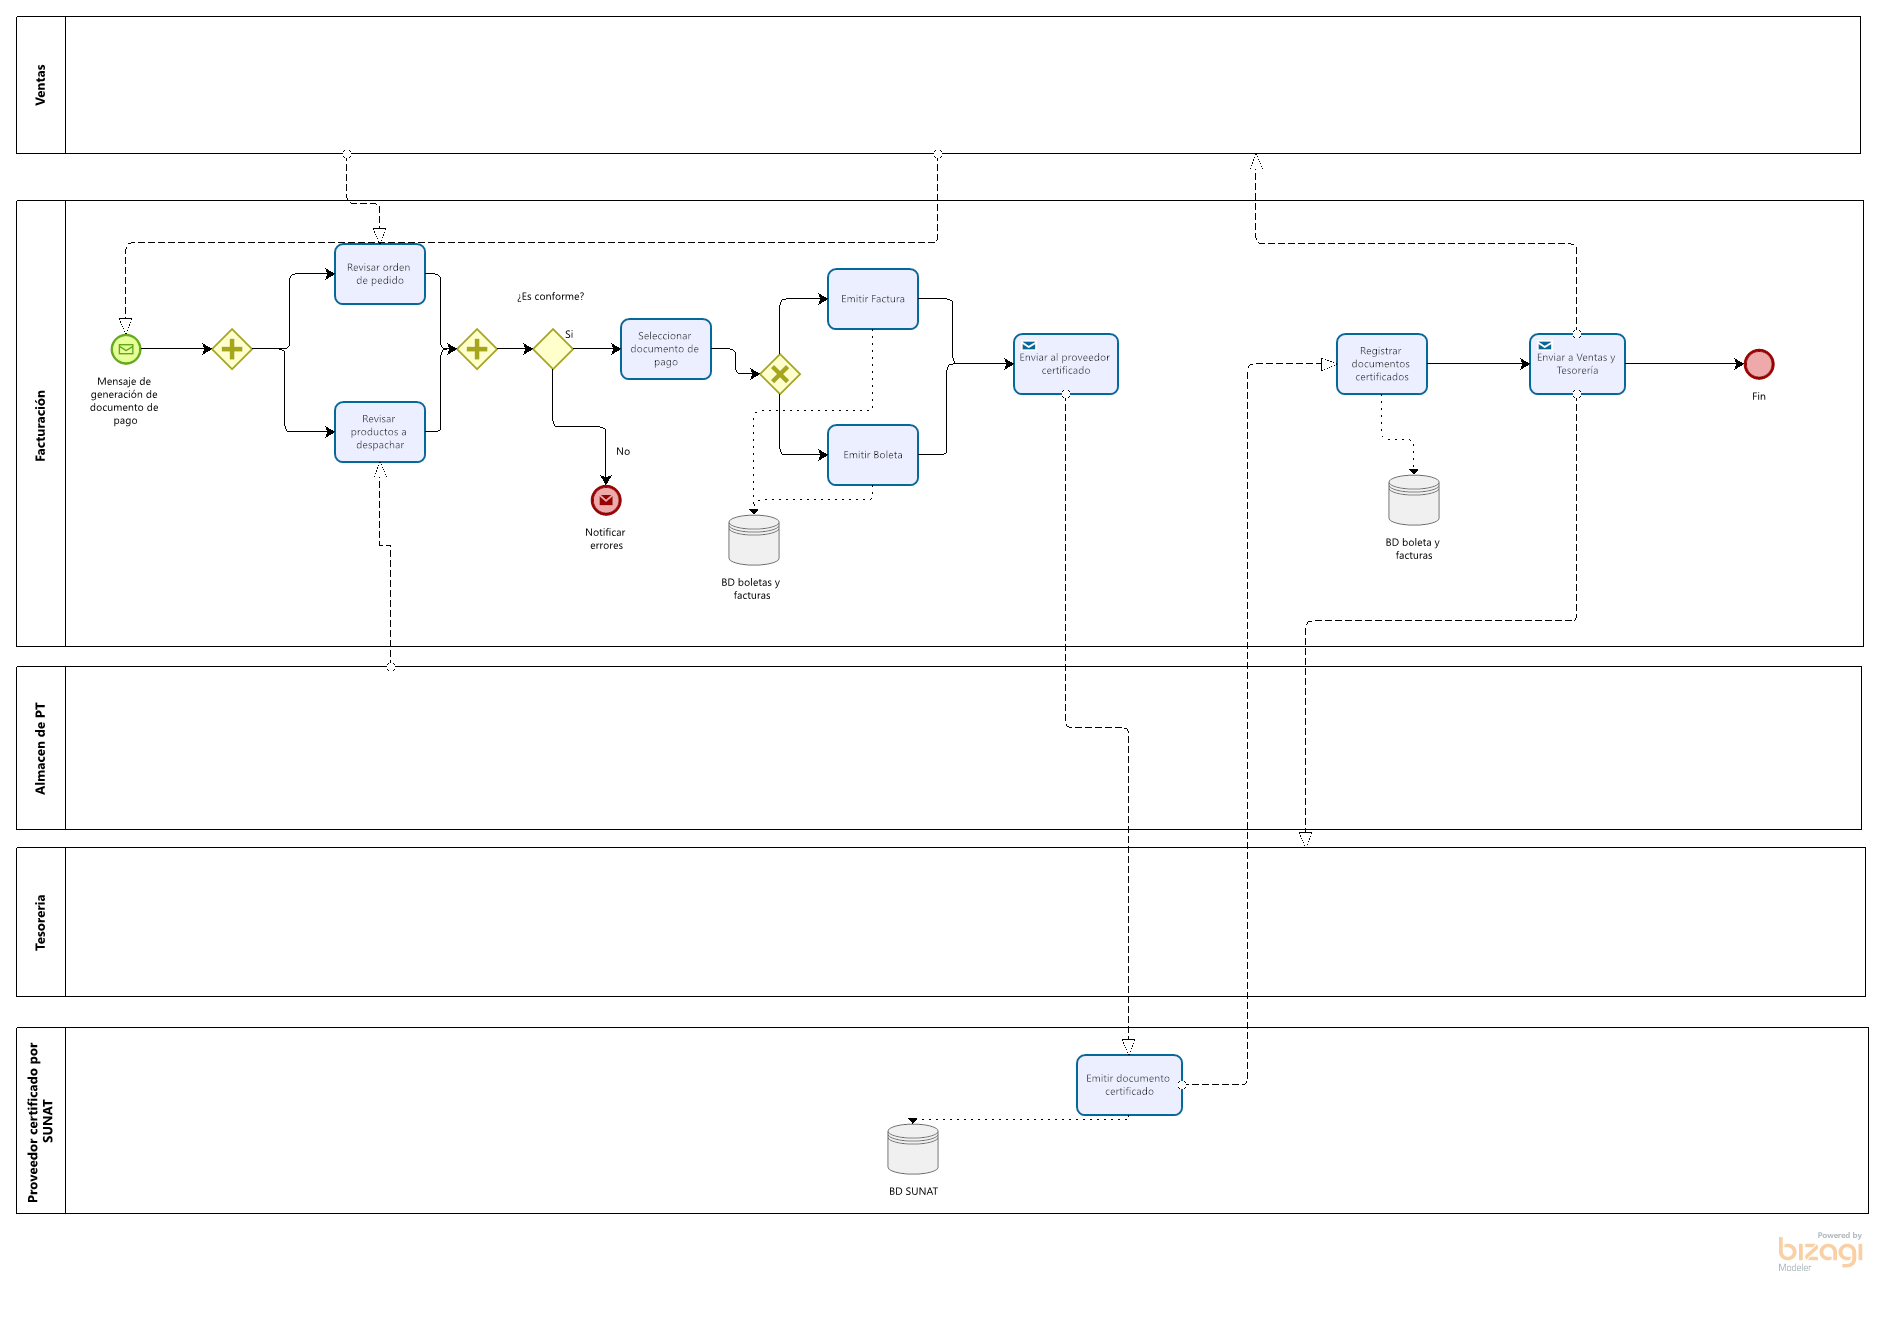 Ventas
Facturación
Mensaje de
generación de
documento de
pago
Revisar orden
de pedido
Revisar
productos a
despachar
¿Es conforme?
Si
No
Notificar
errores
Seleccionar
documento de
pago
Emitir Factura
Emitir Boleta
BD boletas y
facturas
Enviar al proveedor
certificado
Registrar
documentos
certificados
BD boleta y
facturas
Enviar a Ventas y
Tesorería
Fin
Almacen de PT
Tesoreria
Proveedor certificado por
SUNAT
Emitir documento
certificado
BD SUNAT
Powered by
bizagi
Modeler